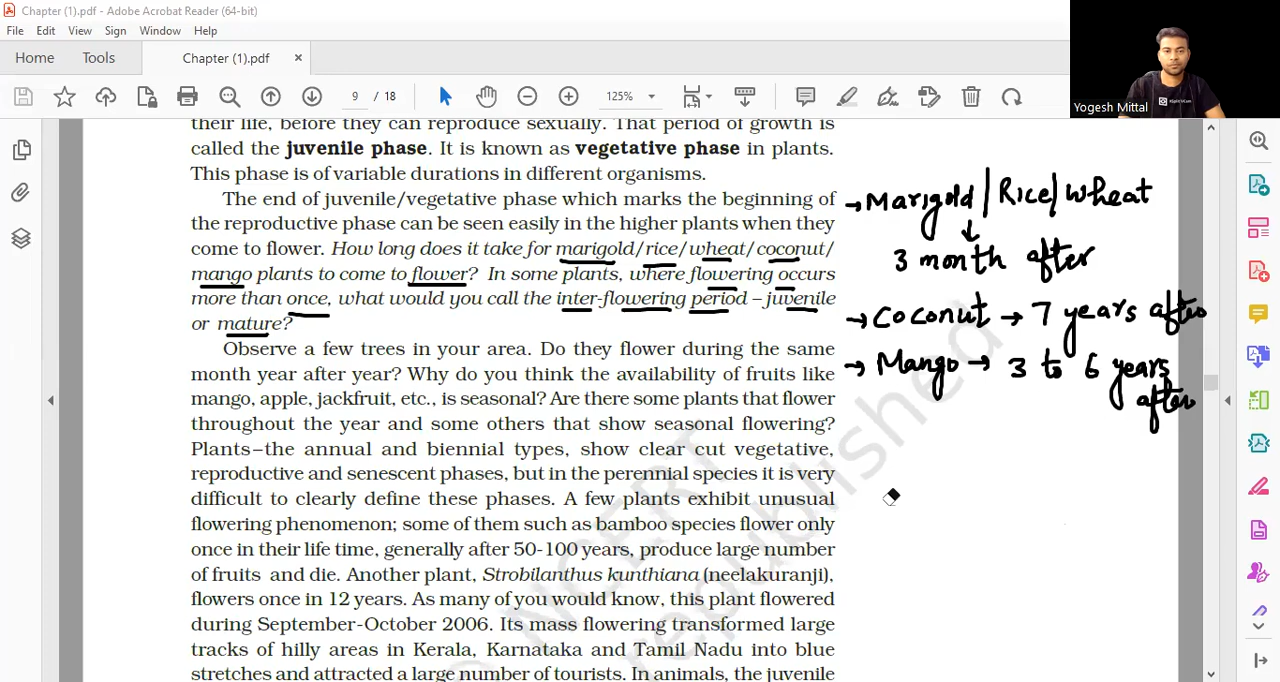 Chapter (1).pdf - Adobe Acrobat Reader (64-bit)
File Edit View Sign Window Help
Home Tools Chapter (1).pdf ×
9 / 18 125%
Yogesh Mittal
their life, before they can reproduce sexually. That period of growth is
called the juvenile phase. It is known as vegetative phase in plants.
This phase is of variable durations in different organisms.
The end of juvenile/vegetative phase which marks the beginning of
the reproductive phase can be seen easily in the higher plants when they
come to flower. How long does it take for marigold/rice/wheat/coconut/
mango plants to come to flower? In some plants, where flowering occurs
more than once, what would you call the inter-flowering period – juvenile
or mature?
Observe a few trees in your area. Do they flower during the same
month year after year? Why do you think the availability of fruits like
mango, apple, jackfruit, etc., is seasonal? Are there some plants that flower
throughout the year and some others that show seasonal flowering?
Plants–the annual and biennial types, show clear cut vegetative,
reproductive and senescent phases, but in the perennial species it is very
difficult to clearly define these phases. A few plants exhibit unusual
flowering phenomenon; some of them such as bamboo species flower only
once in their life time, generally after 50-100 years, produce large number
of fruits and die. Another plant, Strobilanthus kunthiana (neelakuranji),
flowers once in 12 years. As many of you would know, this plant flowered
during September-October 2006. Its mass flowering transformed large
tracks of hilly areas in Kerala, Karnataka and Tamil Nadu into blue
stretches and attracted a large number of tourists. In animals, the juvenile
→ Marigold / Rice / Wheat
↓
3 month after
→ Coconut → 7 years after
→ Mango → 3 to 6 years
after
© NCERT
republished